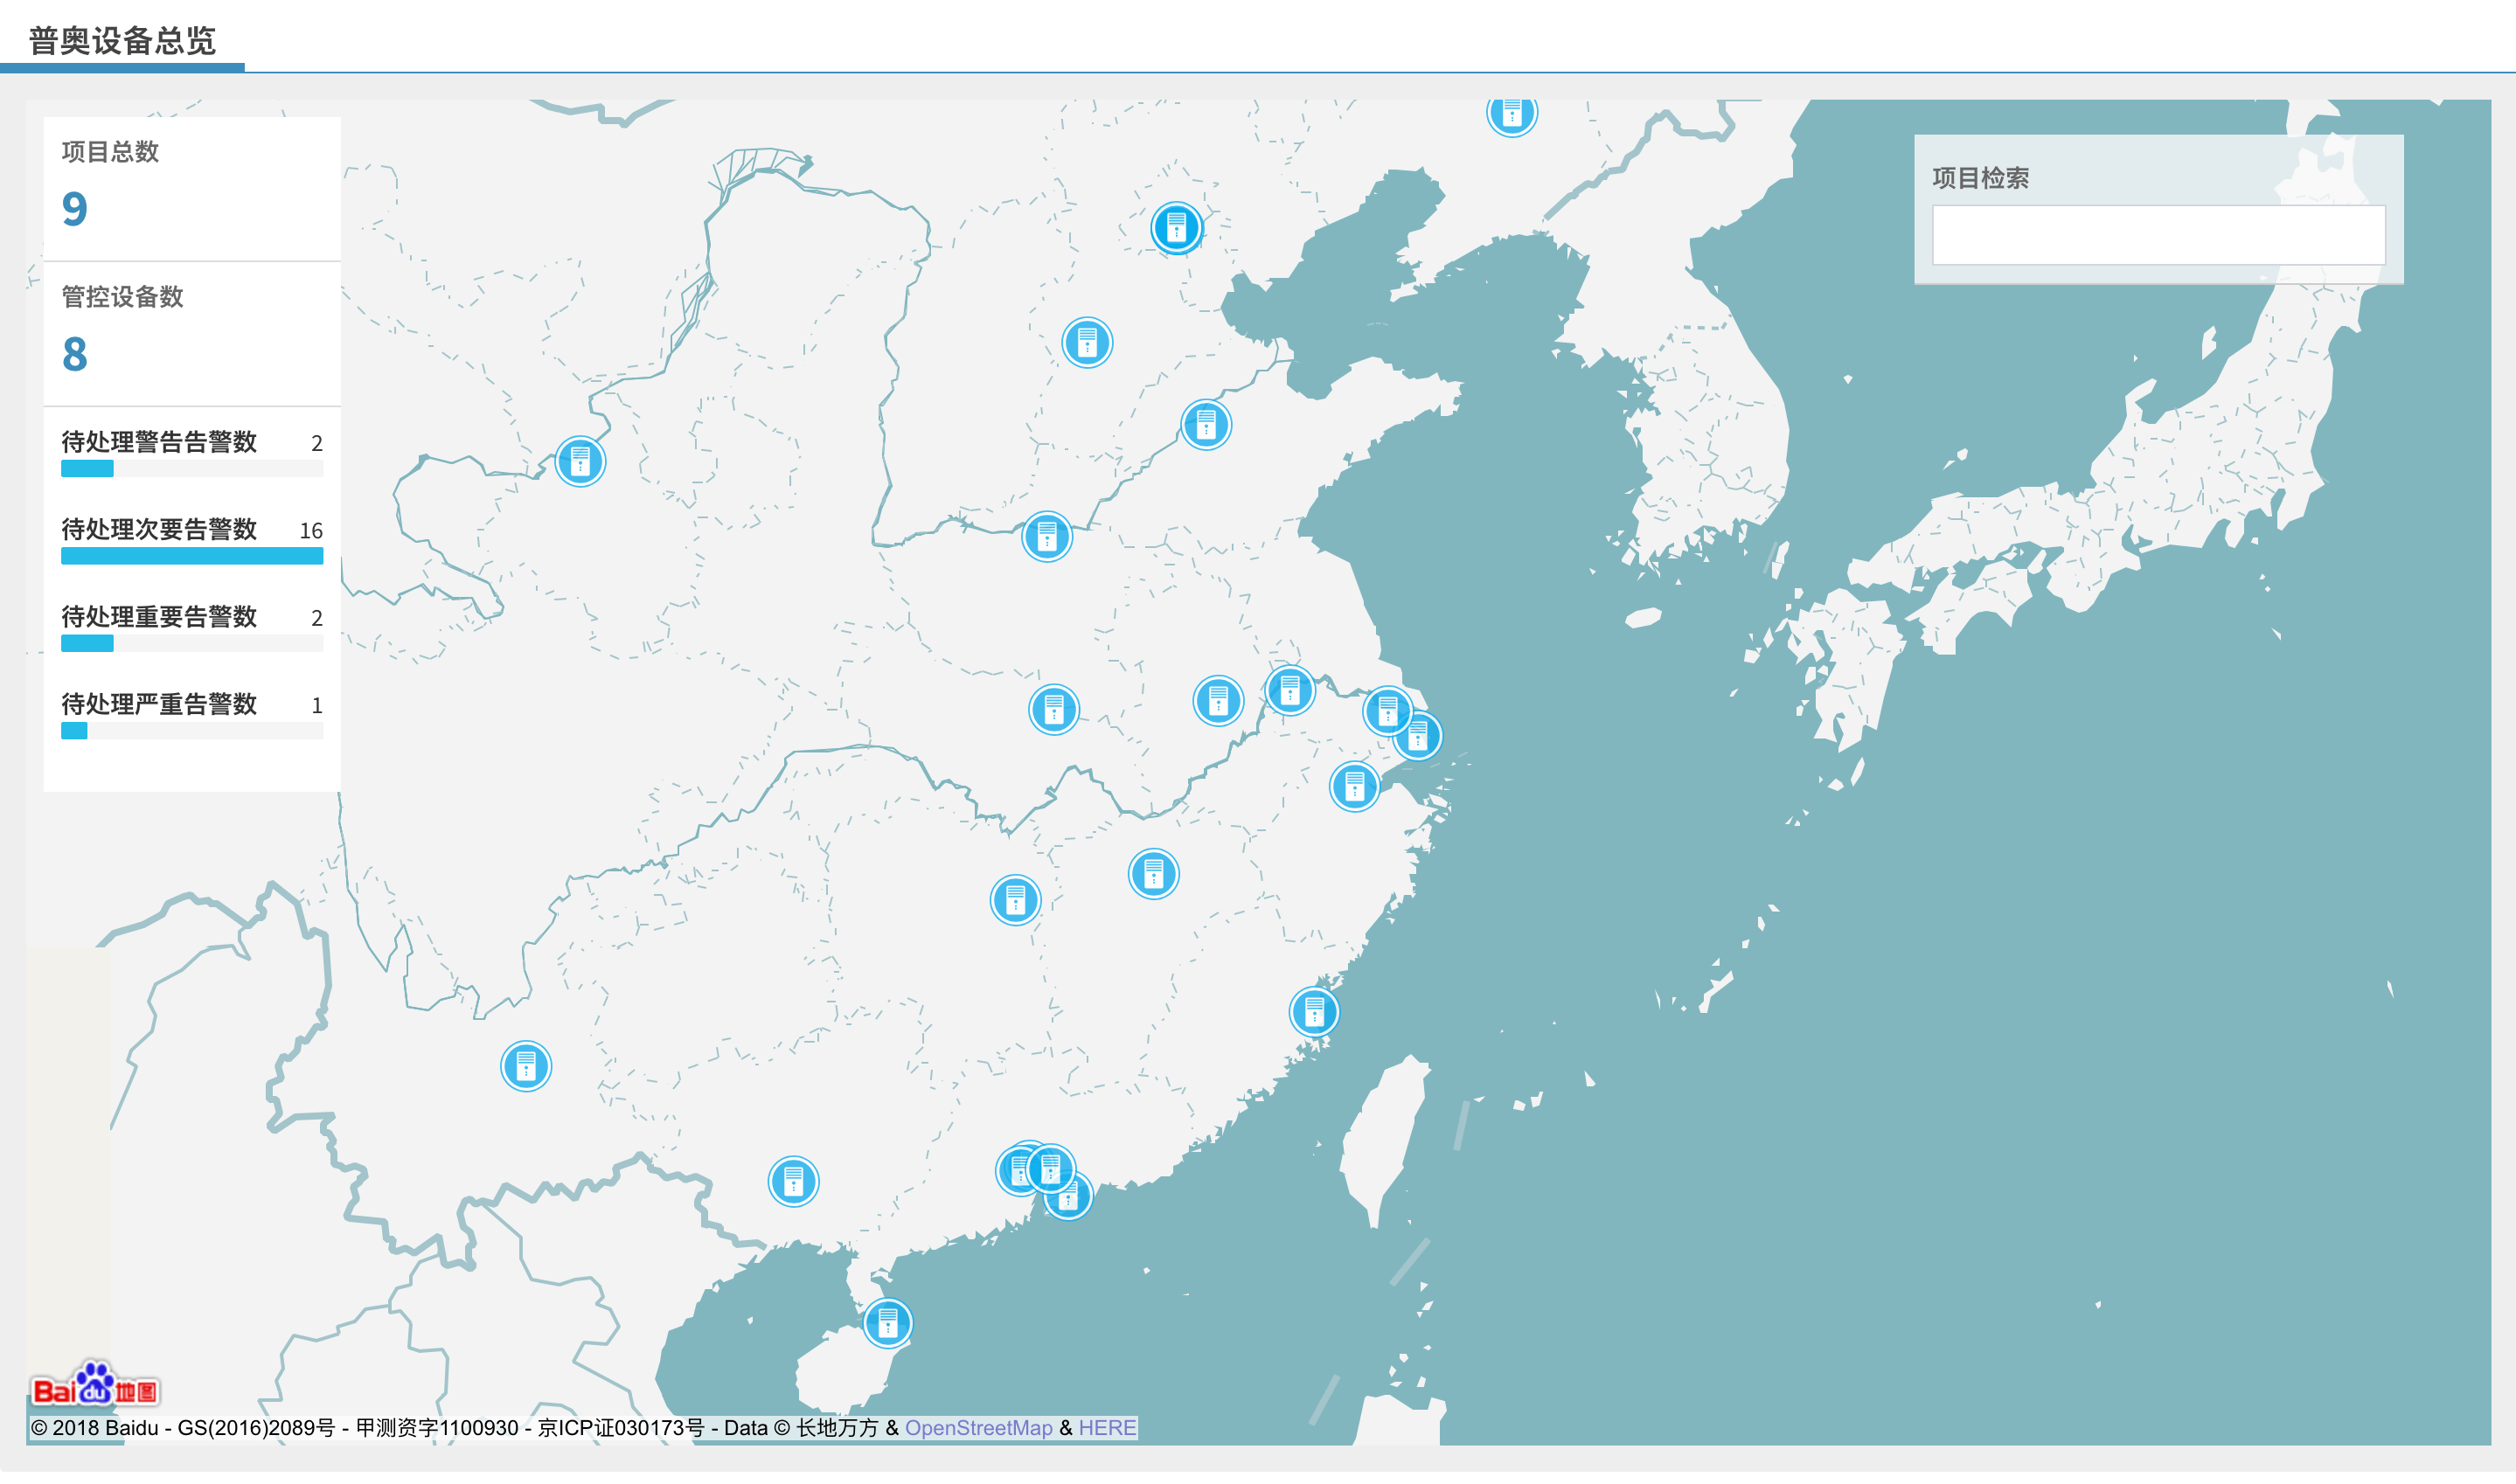 普奥设备总览
项目总数
9
管控设备数
8
待处理警告告警数 2
待处理次要告警数 16
待处理重要告警数 2
待处理严重告警数 1
项目检索
Bai du 地图
© 2018 Baidu - GS(2016)2089号 - 甲测资字1100930 - 京ICP证030173号 - Data © 长地万方 & OpenStreetMap & HERE